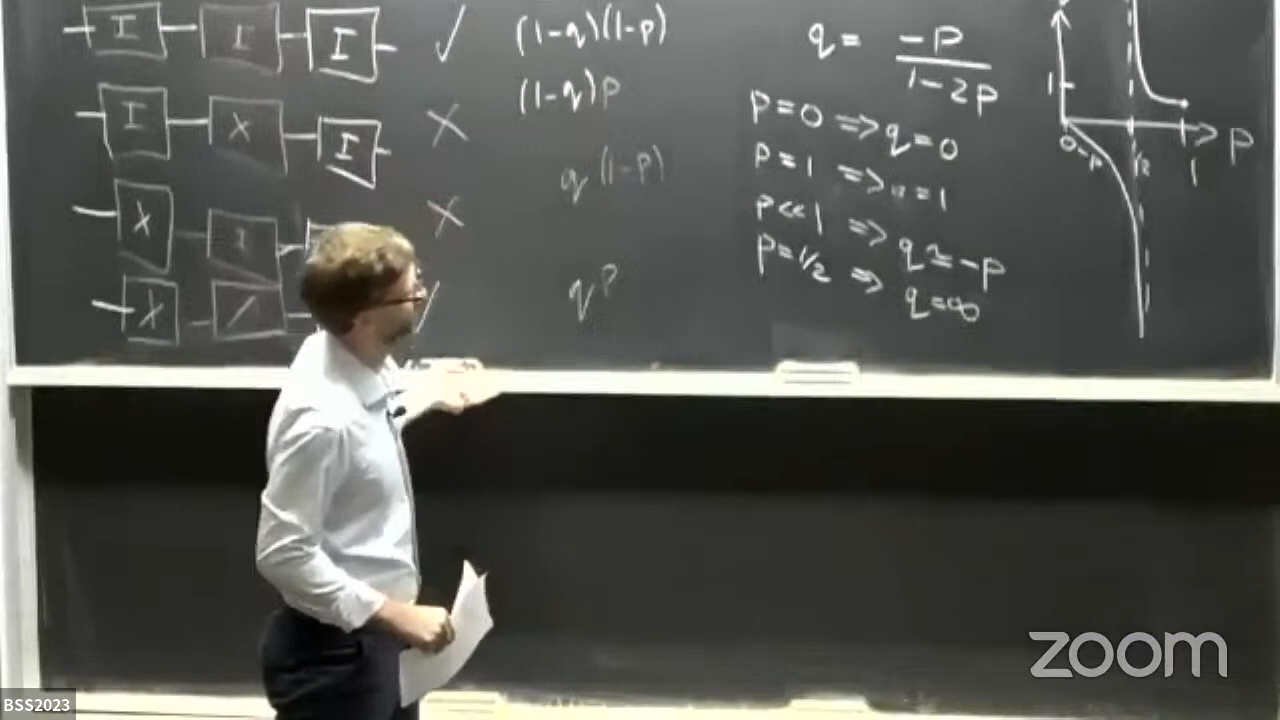 I I I ✓ (1-q)(1-p)
I X I X (1-q)p
X I X q(1-p)
X qp
q = -p / 1-2p
p=0 => q=0
p=1 => " =1
p<<1 => q≃-p
p=1/2 => q=∞
1
0 -p 1/2 1 P
zoom
BSS2023